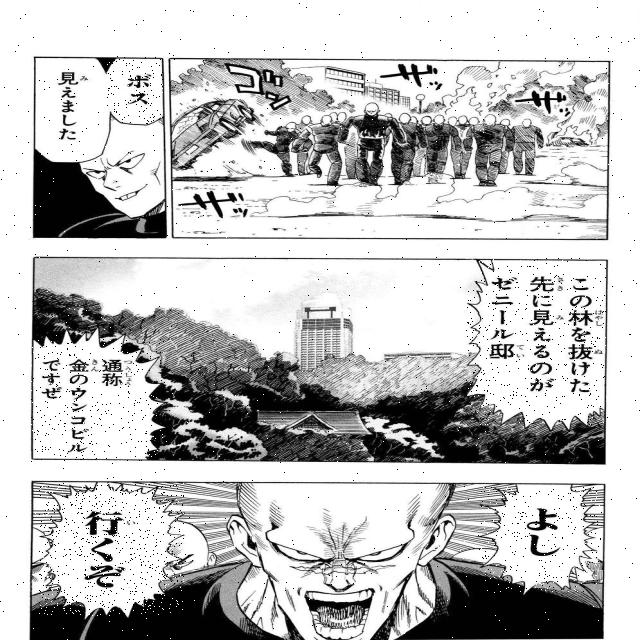 ゴッ
ザッ
ザッ
ザッ
ボス
見えました
この林を抜けた
先に見えるのが
ゼニール邸
通称
金のウンコビル
ですぜ
よし
行くぞ